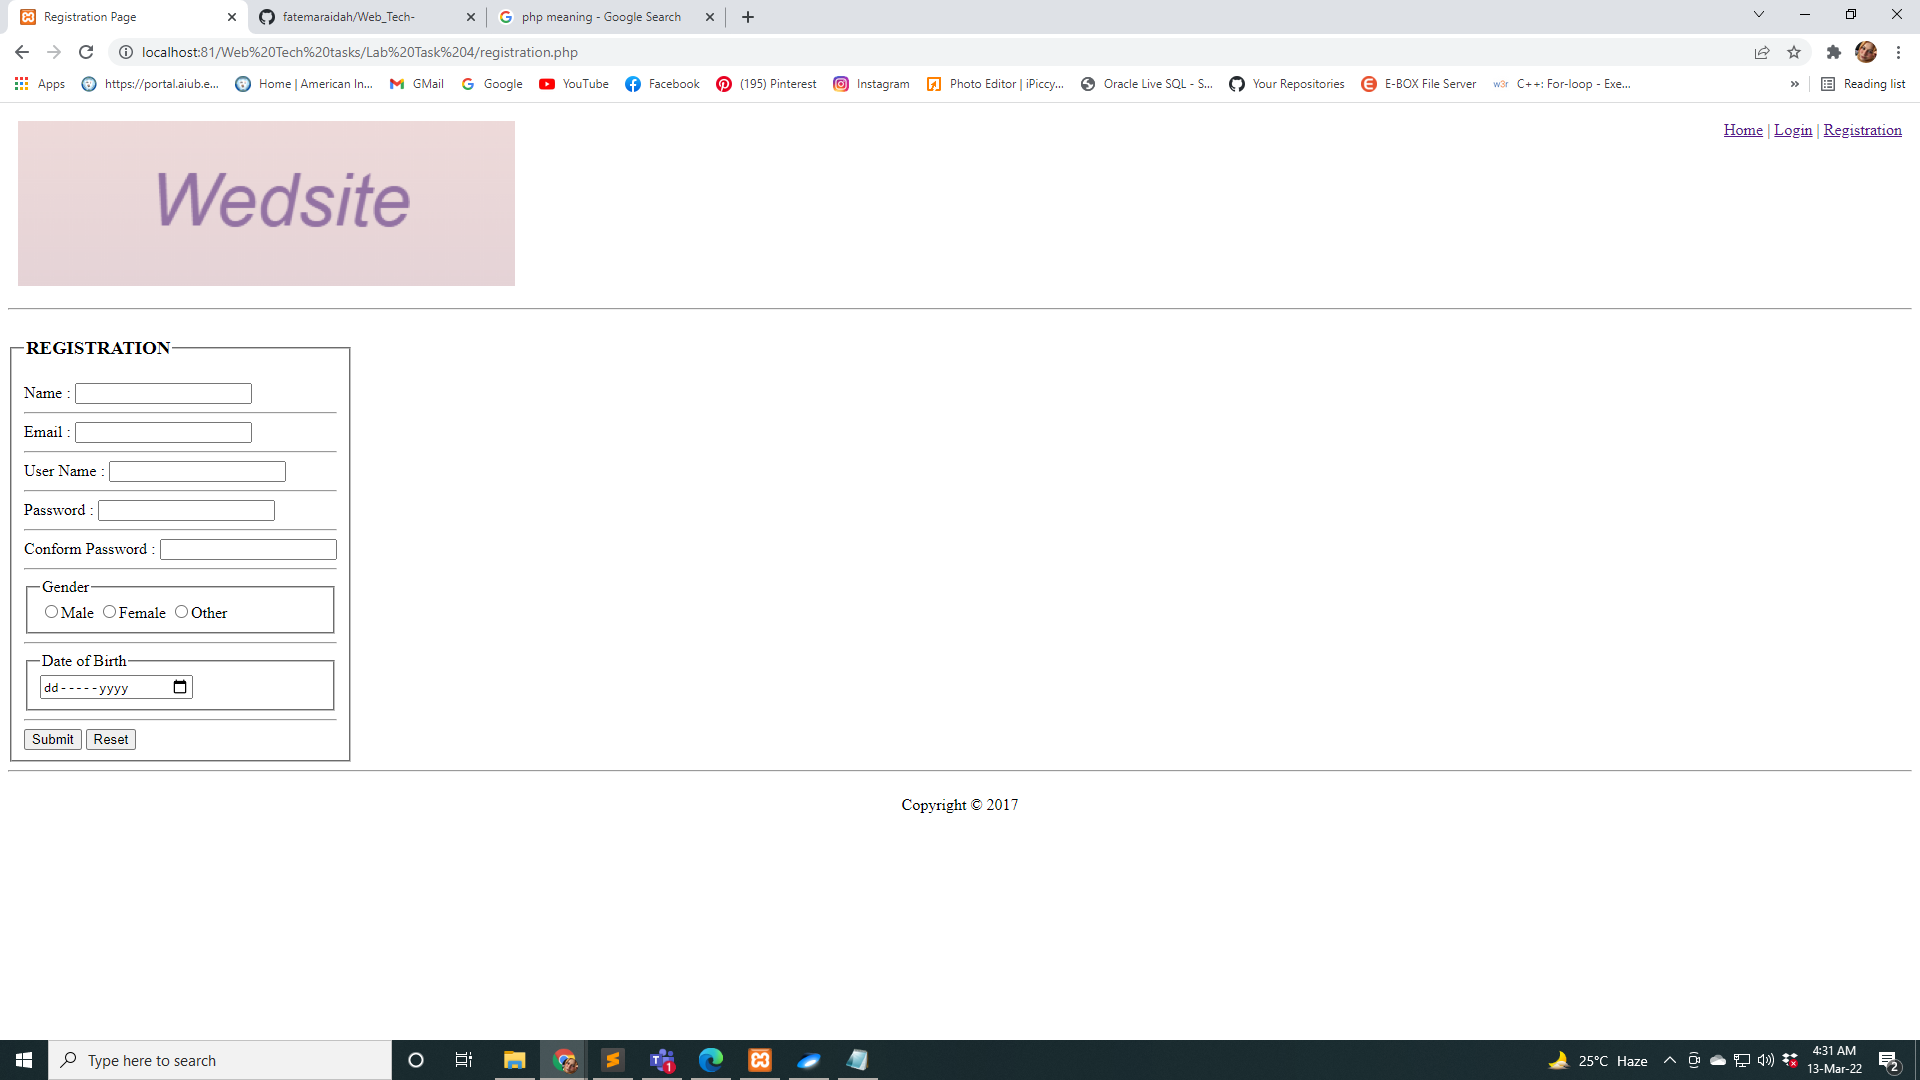 Registration Page
fatemaraidah/Web_Tech-
php meaning - Google Search
localhost:81/Web%20Tech%20tasks/Lab%20Task%204/registration.php
Apps https://portal.aiub.e... Home | American In... GMail Google YouTube Facebook (195) Pinterest Instagram Photo Editor | iPiccy... Oracle Live SQL - S... Your Repositories E-BOX File Server w3r C++: For-loop - Exe... » Reading list
Home | Login | Registration
Wedsite
REGISTRATION
Name :
Email :
User Name :
Password :
Conform Password :
Gender
Male Female Other
Date of Birth
dd-----yyyy
Submit Reset
Copyright © 2017
Type here to search
1
25°C Haze
4:31 AM
13-Mar-22
2